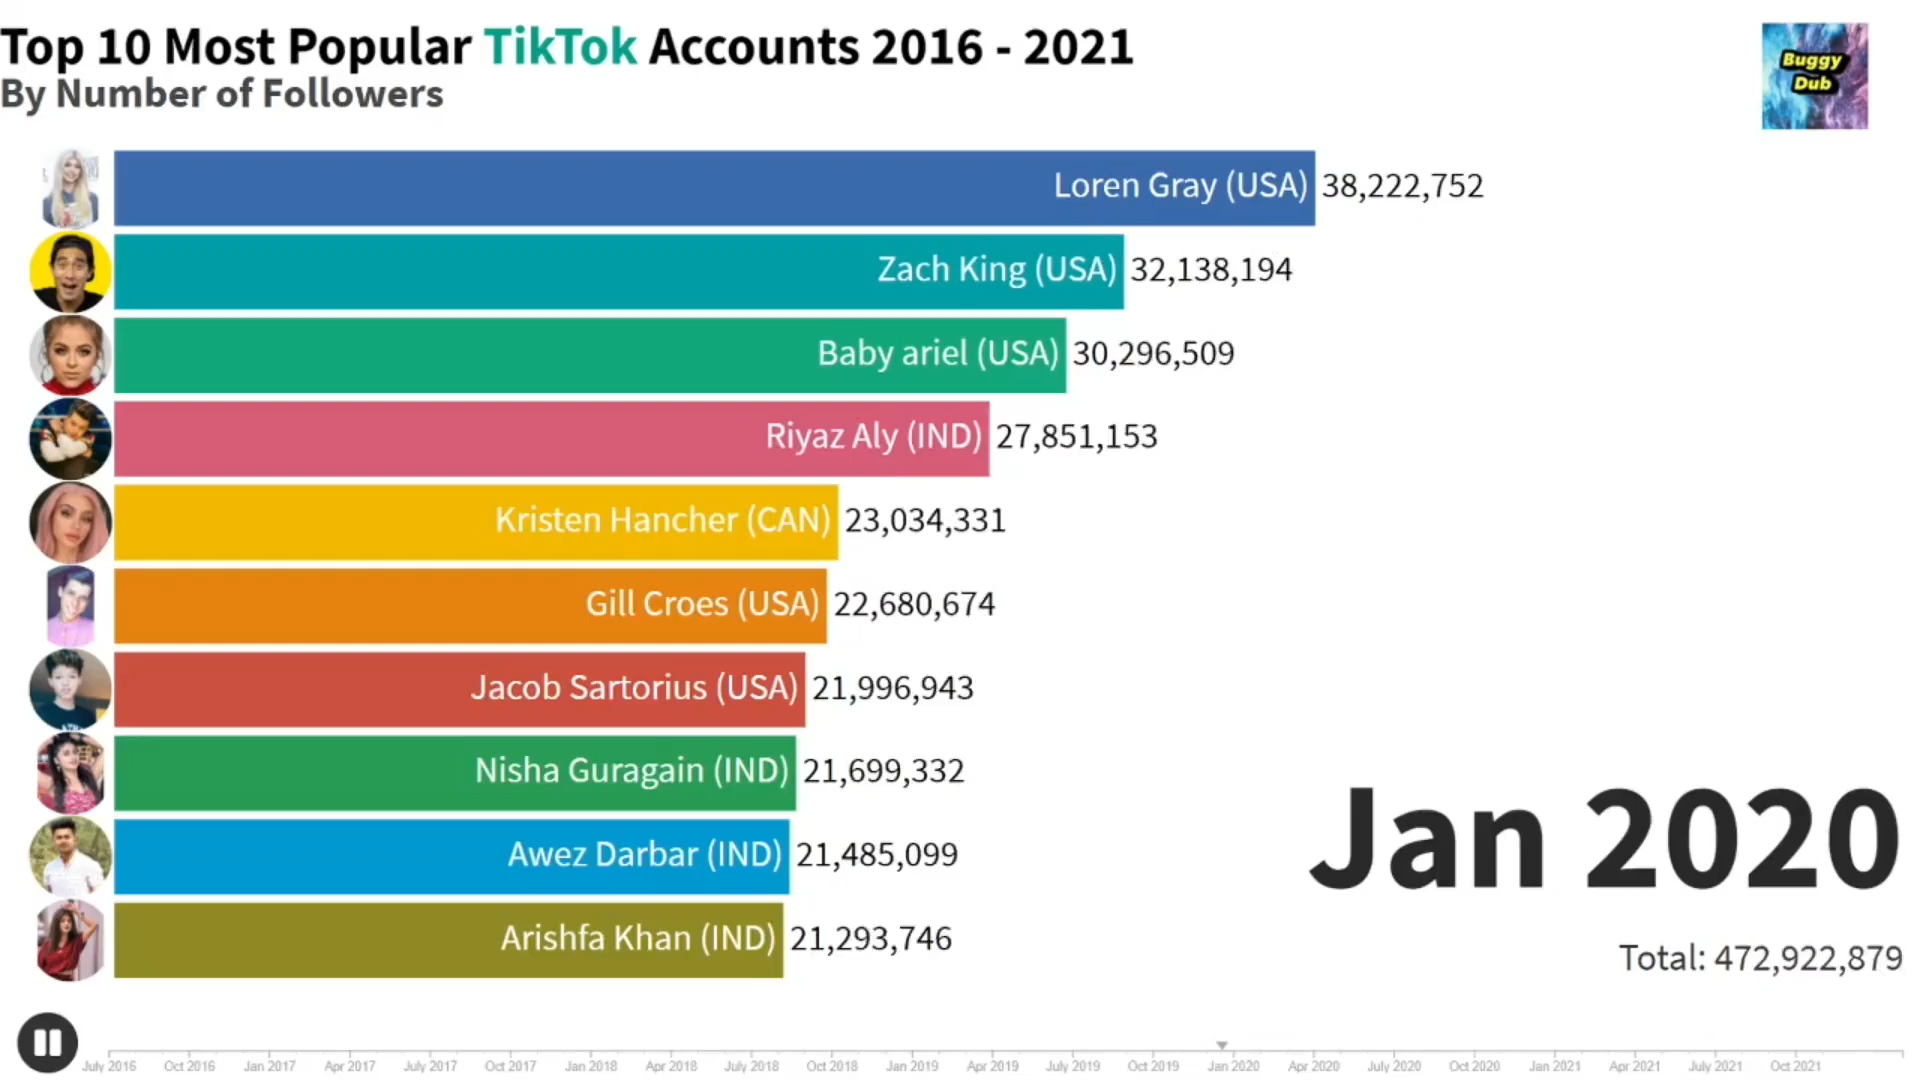 Top 10 Most Popular TikTok Accounts 2016 - 2021
By Number of Followers
Buggy
Dub
Loren Gray (USA) 38,222,752
Zach King (USA) 32,138,194
Baby ariel (USA) 30,296,509
Riyaz Aly (IND) 27,851,153
Kristen Hancher (CAN) 23,034,331
Gill Croes (USA) 22,680,674
Jacob Sartorius (USA) 21,996,943
Nisha Guragain (IND) 21,699,332
Awez Darbar (IND) 21,485,099
Arishfa Khan (IND) 21,293,746
Jan 2020
Total: 472,922,879
July 2016 Oct 2016 Jan 2017 Apr 2017 July 2017 Oct 2017 Jan 2018 Apr 2018 July 2018 Oct 2018 Jan 2019 Apr 2019 July 2019 Oct 2019 Jan 2020 Apr 2020 July 2020 Oct 2020 Jan 2021 Apr 2021 July 2021 Oct 2021